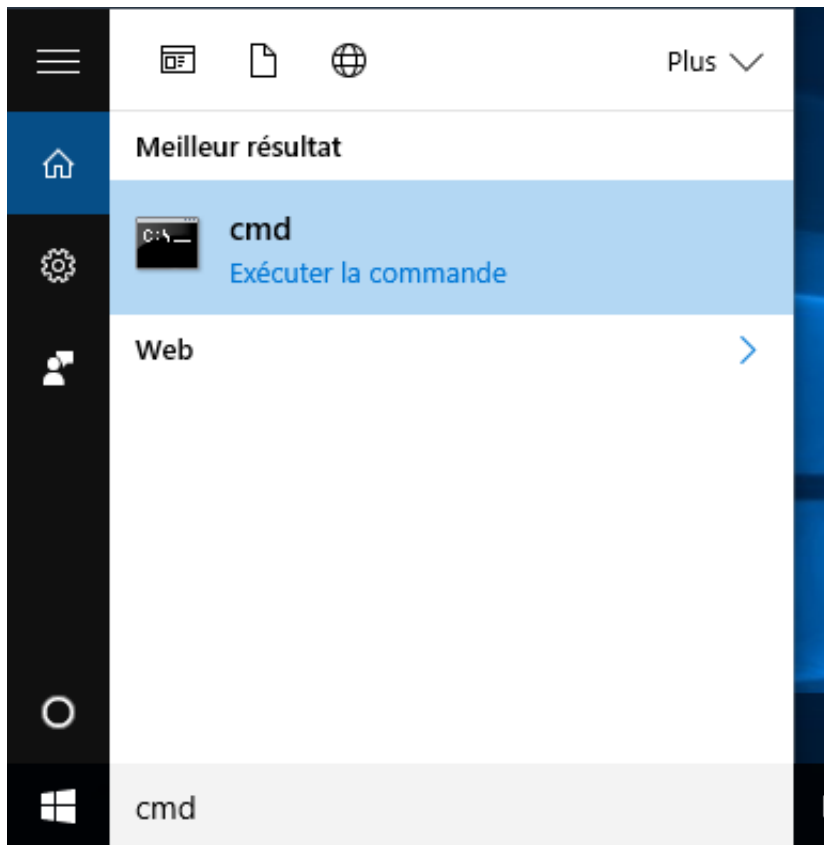 Plus
Meilleur résultat
C:\_
cmd
Exécuter la commande
Web
cmd